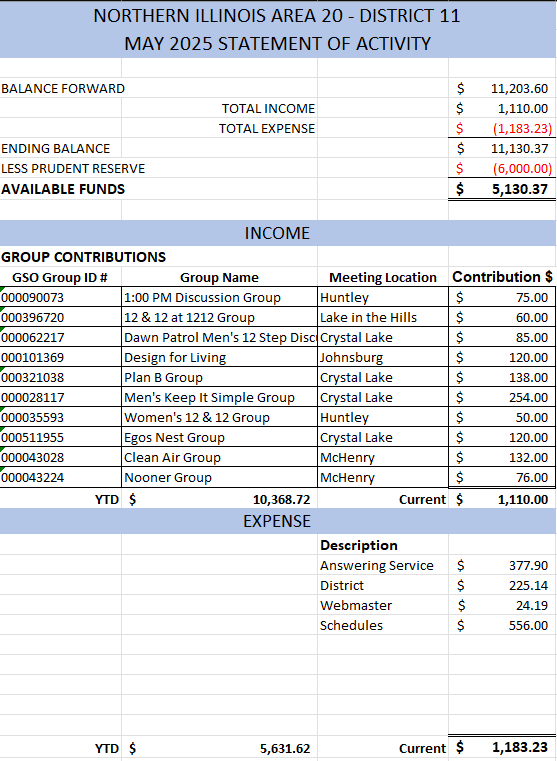 NORTHERN ILLINOIS AREA 20 - DISTRICT 11
MAY 2025 STATEMENT OF ACTIVITY
BALANCE FORWARD $ 11,203.60
TOTAL INCOME $ 1,110.00
TOTAL EXPENSE $ (1,183.23)
ENDING BALANCE $ 11,130.37
LESS PRUDENT RESERVE $ (6,000.00)
AVAILABLE FUNDS $ 5,130.37
INCOME
GROUP CONTRIBUTIONS
GSO Group ID # Group Name Meeting Location Contribution $
000090073 1:00 PM Discussion Group Huntley $ 75.00
000396720 12 & 12 at 1212 Group Lake in the Hills $ 60.00
000062217 Dawn Patrol Men's 12 Step Disc Crystal Lake $ 85.00
000101369 Design for Living Johnsburg $ 120.00
000321038 Plan B Group Crystal Lake $ 138.00
000028117 Men's Keep It Simple Group Crystal Lake $ 254.00
000035593 Women's 12 & 12 Group Huntley $ 50.00
000511955 Egos Nest Group Crystal Lake $ 120.00
000043028 Clean Air Group McHenry $ 132.00
000043224 Nooner Group McHenry $ 76.00
YTD $ 10,368.72 Current $ 1,110.00
EXPENSE
Description
Answering Service $ 377.90
District $ 225.14
Webmaster $ 24.19
Schedules $ 556.00
YTD $ 5,631.62 Current $ 1,183.23